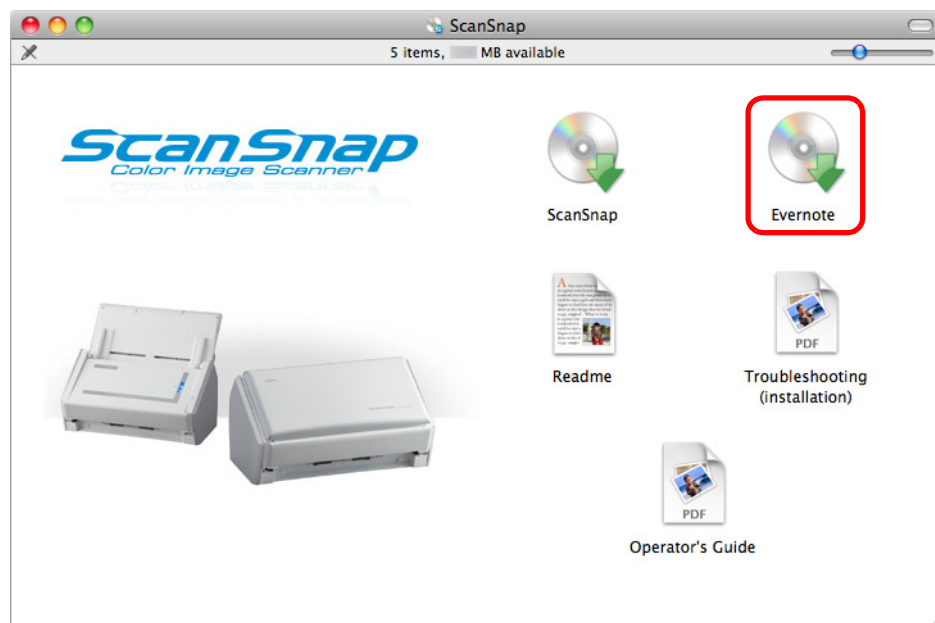 ScanSnap
5 items, MB available
ScanSnap
Color Image Scanner
ScanSnap
Evernote
Readme
PDF
Troubleshooting
(installation)
PDF
Operator's Guide